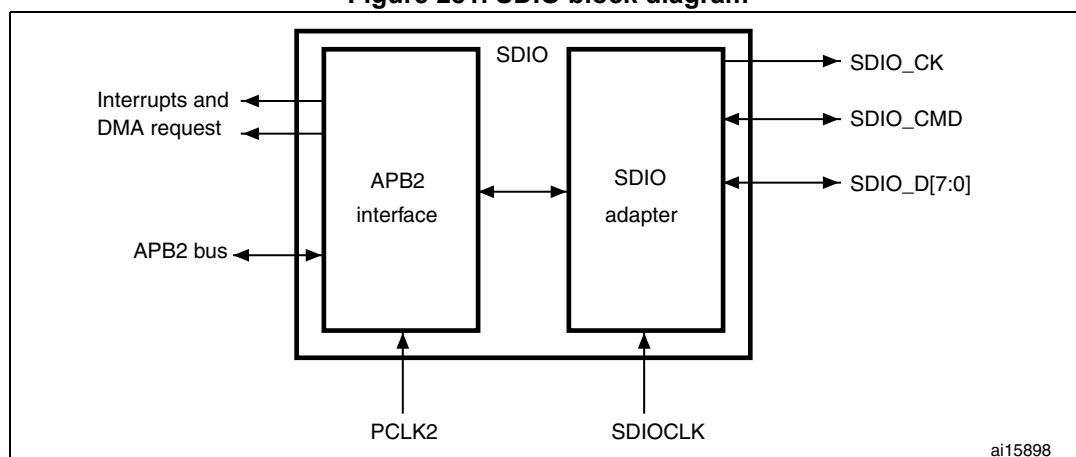 SDIO
SDIO_CK
Interrupts and
DMA request
SDIO_CMD
APB2
interface
SDIO
adapter
SDIO_D[7:0]
APB2 bus
PCLK2
SDIOCLK
ai15898